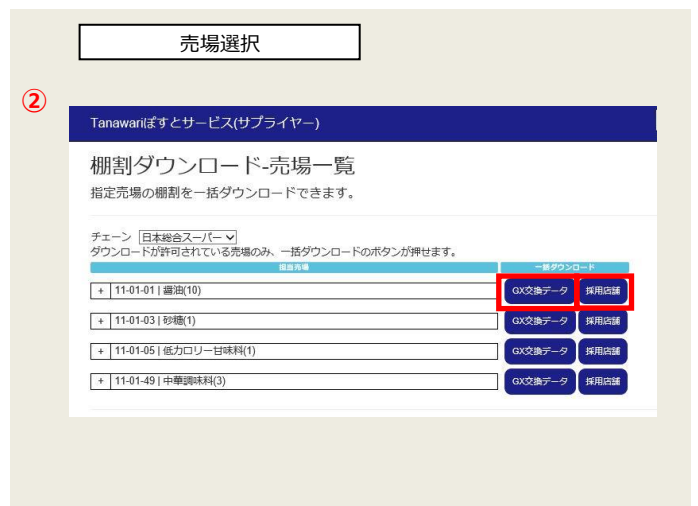 売場選択
②
Tanawariぽすとサービス(サプライヤー)
棚割ダウンロード-売場一覧
指定売場の棚割を一括ダウンロードできます。
チェーン 日本総合スーパー
ダウンロードが許可されている売場のみ、一括ダウンロードのボタンが押せます。
担当売場 一括ダウンロード
+ 11-01-01 | 醤油(10) GX交換データ 採用店舗
+ 11-01-03 | 砂糖(1) GX交換データ 採用店舗
+ 11-01-05 | 低カロリー甘味料(1) GX交換データ 採用店舗
+ 11-01-49 | 中華調味料(3) GX交換データ 採用店舗